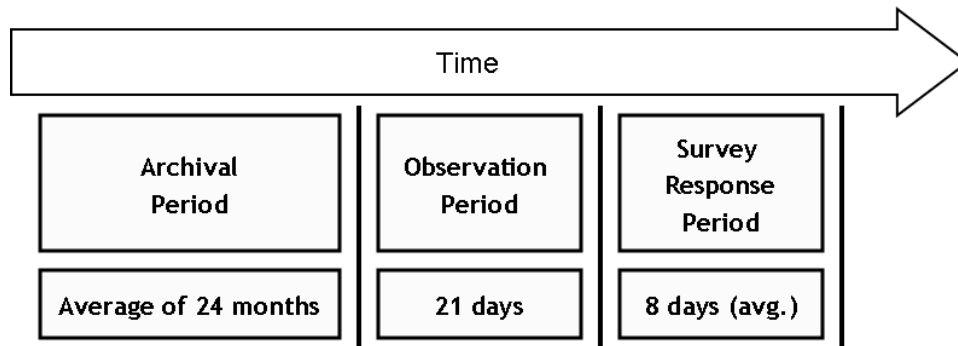 Time
Archival
Period
Observation
Period
Survey
Response
Period
Average of 24 months
21 days
8 days (avg.)